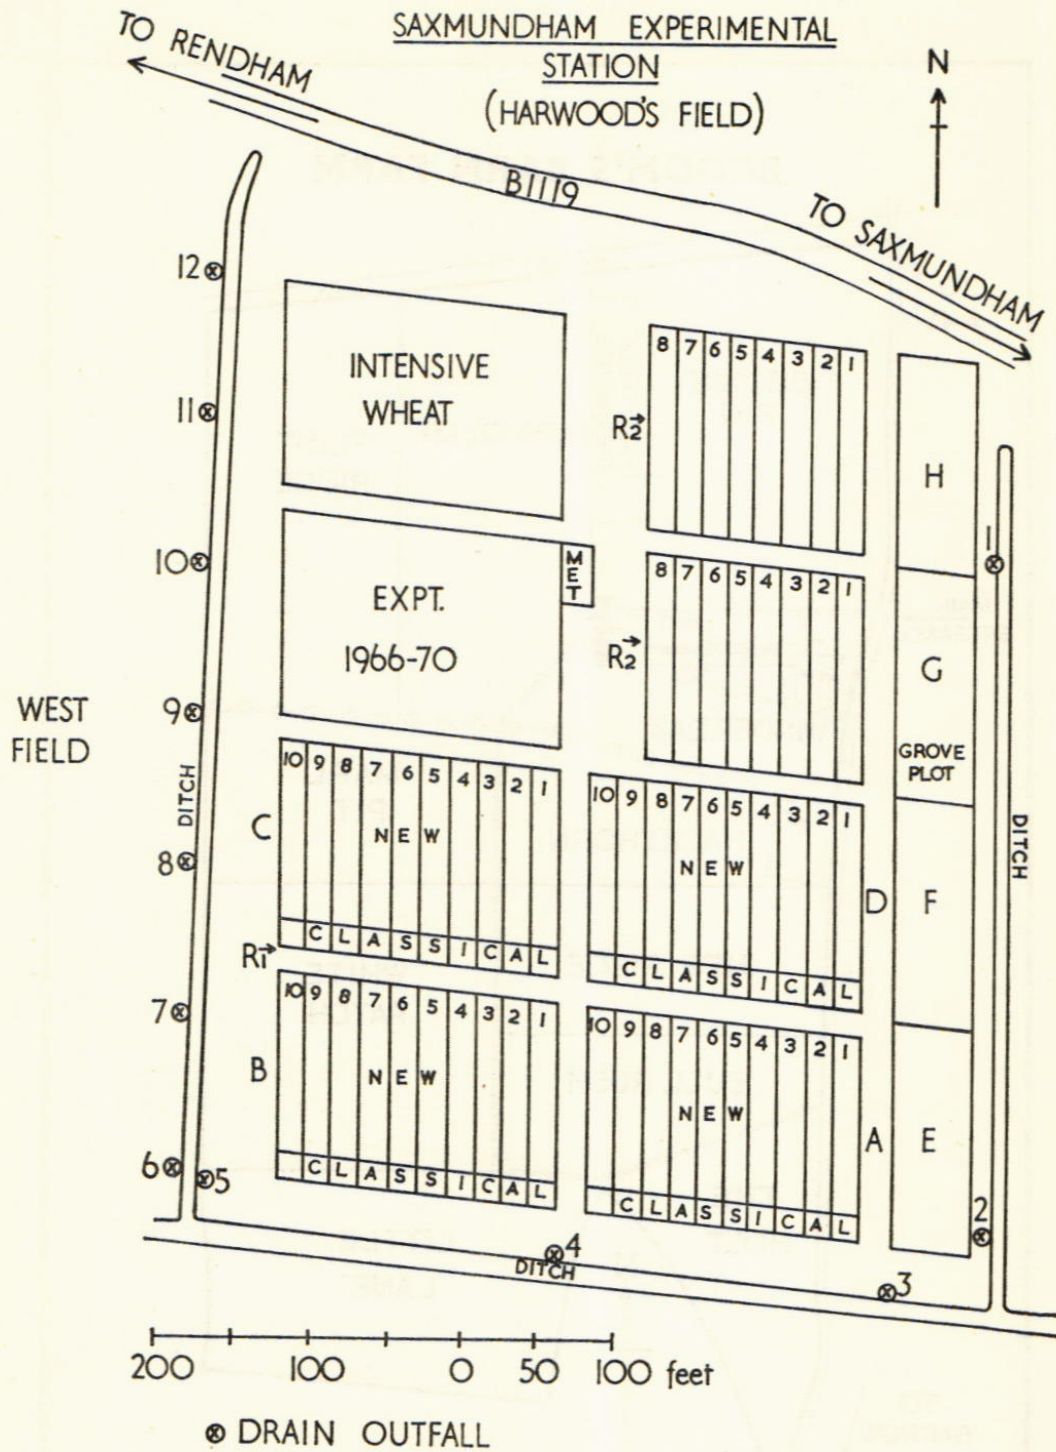 SAXMUNDHAM EXPERIMENTAL
STATION
(HARWOOD'S FIELD)
TO RENDHAM
N
B1119
TO SAXMUNDHAM
12
INTENSIVE
WHEAT
8 7 6 5 4 3 2 1
11
R2
H
1
10
MET
EXPT.
1966-70
8 7 6 5 4 3 2 1
R2
G
GROVE
PLOT
WEST
FIELD
9
DITCH
10 9 8 7 6 5 4 3 2 1
10 9 8 7 6 5 4 3 2 1
C
NEW
NEW
DITCH
8
D
F
CLASSICAL
CLASSICAL
R1
7
10 9 8 7 6 5 4 3 2 1
10 9 8 7 6 5 4 3 2 1
B
NEW
NEW
A
E
6
5
CLASSICAL
CLASSICAL
2
4
DITCH
3
200 100 0 50 100 feet
⊗ DRAIN OUTFALL